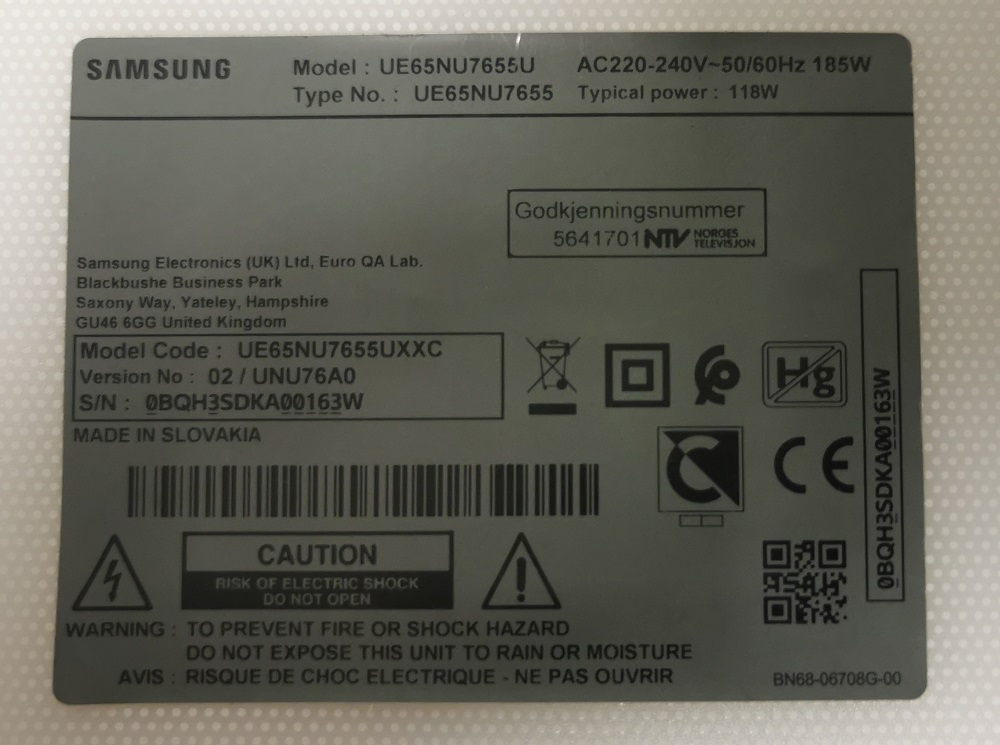 SAMSUNG
Model : UE65NU7655U AC220-240V~50/60Hz 185W
Type No. : UE65NU7655 Typical power : 118W
Godkjenningsnummer
5641701 NTV NORGES TELEVISJON
Samsung Electronics (UK) Ltd, Euro QA Lab.
Blackbushe Business Park
Saxony Way, Yateley, Hampshire
GU46 6GG United Kingdom
Model Code : UE65NU7655UXXC
Version No : 02 / UNU76A0
S/N : 0BQH3SDKA00163W
MADE IN SLOVAKIA
Hg
CE
0BQH3SDKA00163W
CAUTION
RISK OF ELECTRIC SHOCK
DO NOT OPEN
WARNING : TO PREVENT FIRE OR SHOCK HAZARD
DO NOT EXPOSE THIS UNIT TO RAIN OR MOISTURE
AVIS : RISQUE DE CHOC ELECTRIQUE - NE PAS OUVRIR
BN68-06708G-00